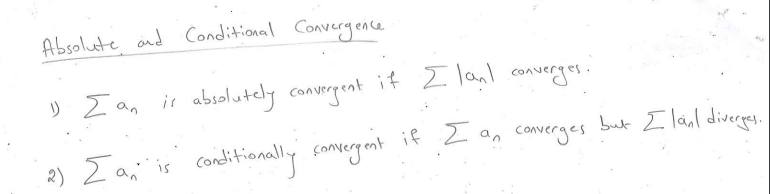 Absolute and Conditional Convergence
1) ∑ aₙ is absolutely convergent if ∑ |aₙ| converges.
2) ∑ aₙ is conditionally convergent if ∑ aₙ converges but ∑ |aₙ| diverges.